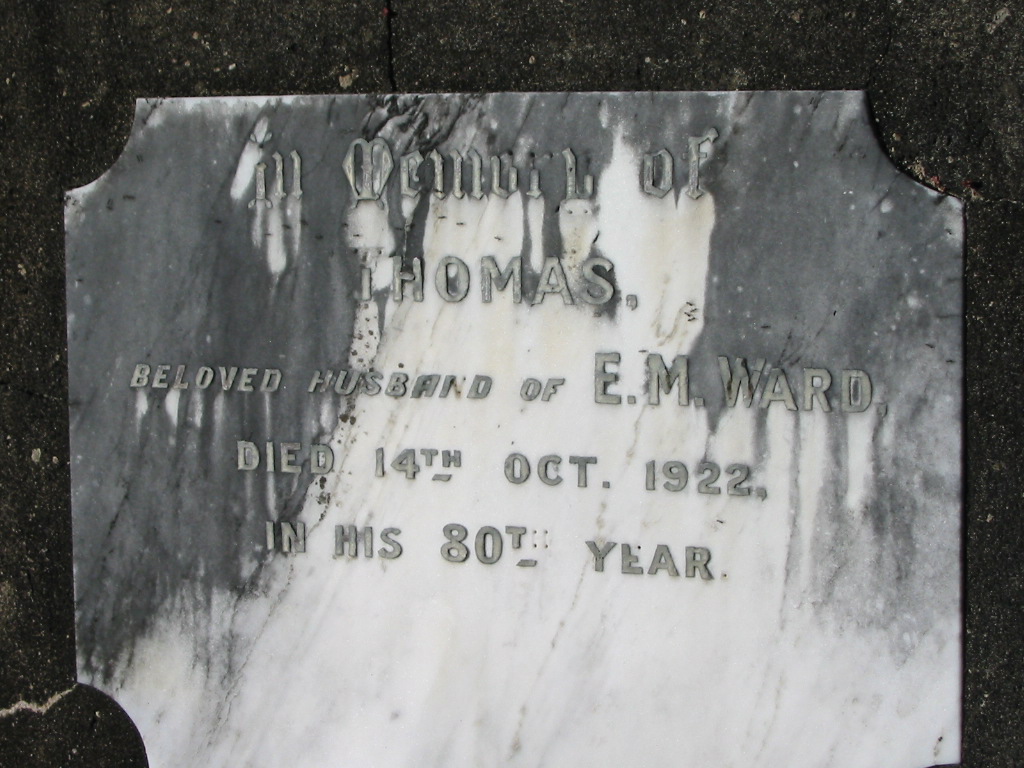 In Memory of
THOMAS,
BELOVED HUSBAND OF E.M. WARD,
DIED 14TH OCT. 1922,
IN HIS 80TH YEAR.